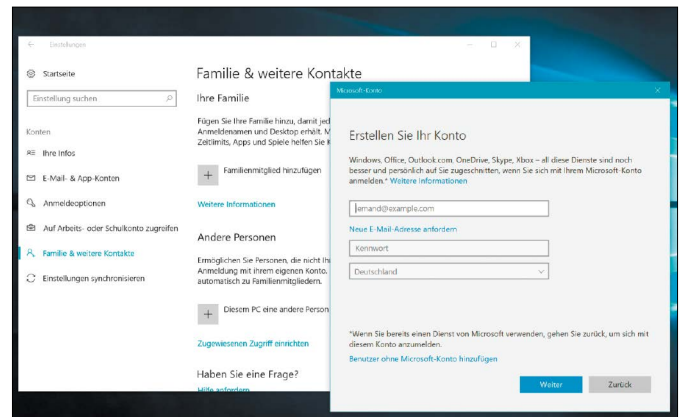 Einstellungen
Startseite
Einstellung suchen
Konten
Ihre Infos
E-Mail- & App-Konten
Anmeldeoptionen
Auf Arbeits- oder Schulkonto zugreifen
Familie & weitere Kontakte
Einstellungen synchronisieren
Familie & weitere Kontakte
Ihre Familie
Fügen Sie Ihre Familie hinzu, damit jed
Anmeldenamen und Desktop erhält. M
Zeitlimits, Apps und Spiele helfen Sie
Familienmitglied hinzufügen
Weitere Informationen
Andere Personen
Ermöglichen Sie Personen, die nicht Ih
Anmeldung mit ihrem eigenen Konto.
automatisch zu Familienmitgliedern.
Diesem PC eine andere Person
Zugewiesenen Zugriff einrichten
Haben Sie eine Frage?
Hilfe anfordern
Microsoft-Konto
Erstellen Sie Ihr Konto
Windows, Office, Outlook.com, OneDrive, Skype, Xbox – all diese Dienste sind noch
besser und persönlich auf Sie zugeschnitten, wenn Sie sich mit Ihrem Microsoft-Konto
anmelden.* Weitere Informationen
jemand@example.com
Neue E-Mail-Adresse anfordern
Kennwort
Deutschland
*Wenn Sie bereits einen Dienst von Microsoft verwenden, gehen Sie zurück, um sich mit
diesem Konto anzumelden.
Benutzer ohne Microsoft-Konto hinzufügen
Weiter
Zurück